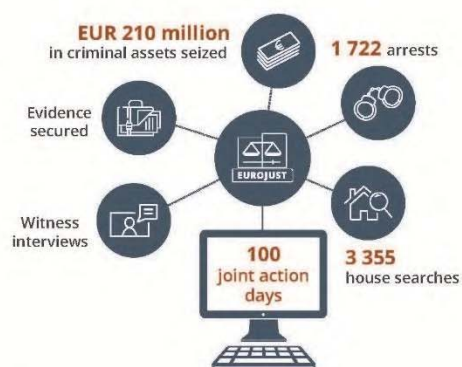 EUR 210 million
in criminal assets seized
1 722 arrests
Evidence
secured
EUROJUST
Witness
interviews
100
joint action
days
3 355
house searches